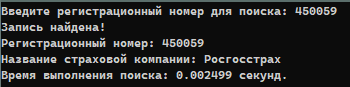 Введите регистрационный номер для поиска: 450059
Запись найдена!
Регистрационный номер: 450059
Название страховой компании: Росгосстрах
Время выполнения поиска: 0.002499 секунд.